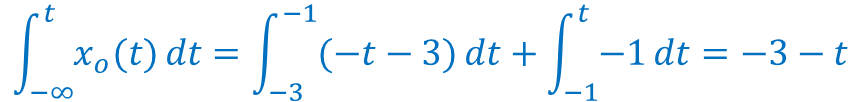 ∫_{-∞}^{t} x_o(t) dt = ∫_{-3}^{-1} (−t − 3) dt + ∫_{-1}^{t} −1 dt = −3 − t